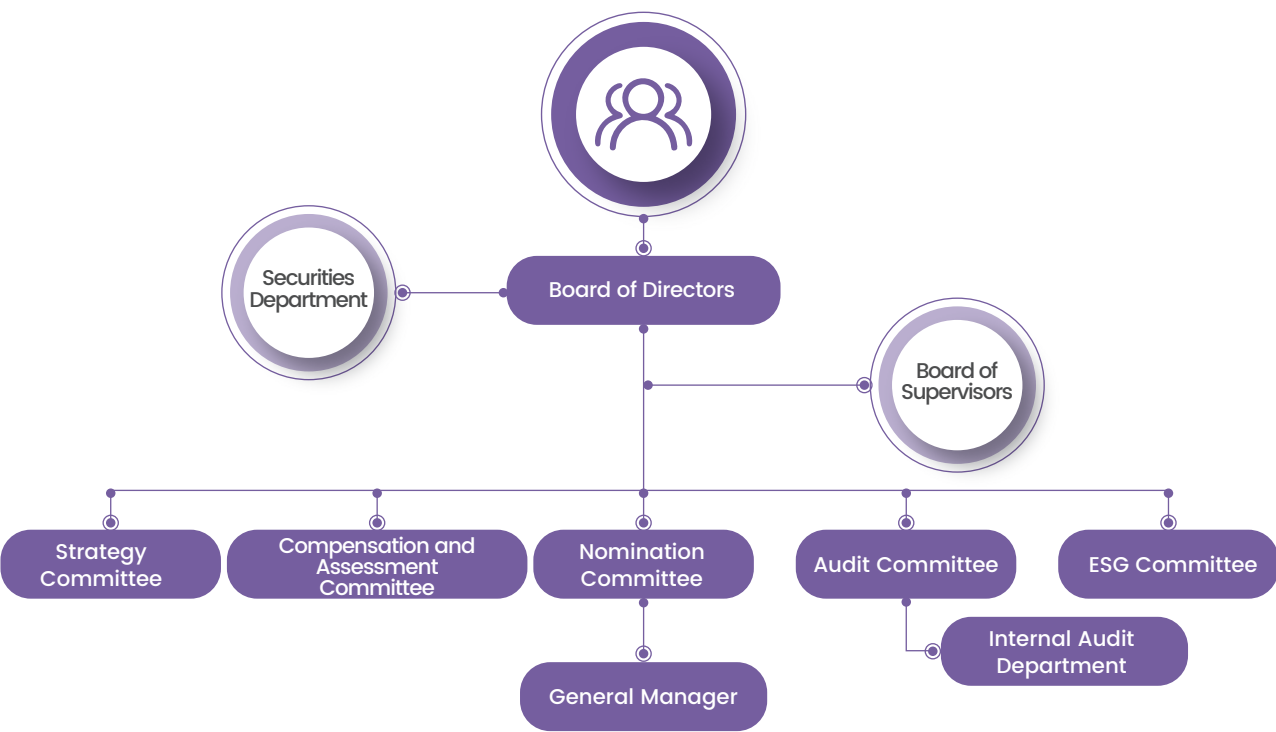 Securities
Department
Board of Directors
Board of
Supervisors
Strategy
Committee
Compensation and
Assessment
Committee
Nomination
Committee
Audit Committee
ESG Committee
Internal Audit
Department
General Manager